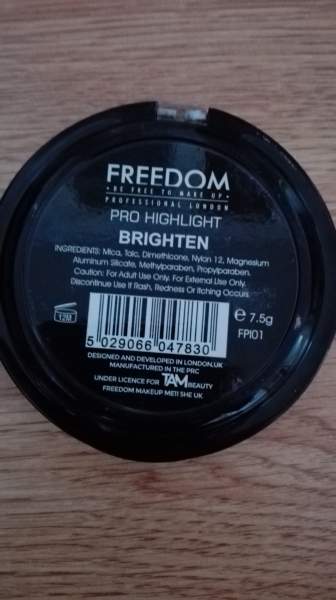 FREEDOM
• BE FREE TO MAKE UP •
PROFESSIONAL LONDON
PRO HIGHLIGHT
BRIGHTEN
INGREDIENTS: Mica, Talc, Dimethicone, Nylon 12, Magnesium
Aluminum Silicate, Methylparaben, Propylparaben.
Caution: For Adult Use Only. For External Use Only.
Discontinue Use If Rash, Redness Or Itching Occurs.
12M
5 029066 047830
e 7.5g
FPI01
DESIGNED AND DEVELOPED IN LONDON,UK
MANUFACTURED IN THE PRC
UNDER LICENCE FOR TAM BEAUTY
FREEDOM MAKEUP ME11 5HE UK